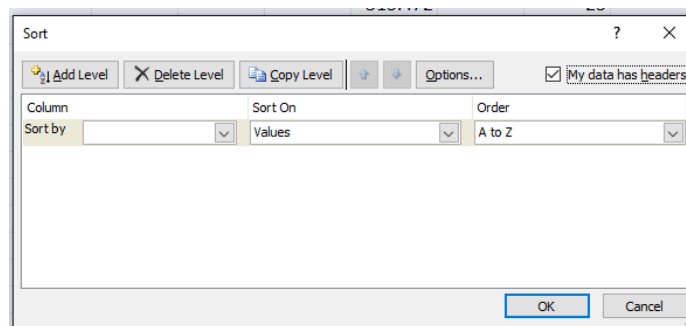 Sort ?
Add Level Delete Level Copy Level Options... My data has headers
Column Sort On Order
Sort by Values A to Z
OK Cancel